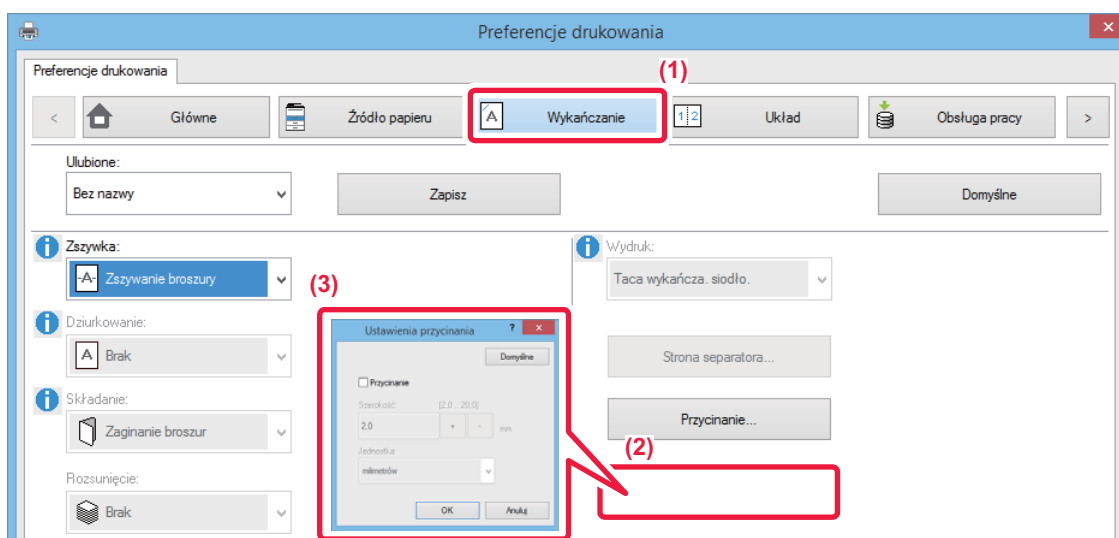 Preferencje drukowania
Preferencje drukowania
(1)
< Główne Źródło papieru A Wykańczanie 1 2 Układ Obsługa pracy >
Ulubione:
Bez nazwy Zapisz Domyślne
Zszywka: Wydruk:
-A- Zszywanie broszury Taca wykańcza. siodło.
(3)
Dziurkowanie:
A Brak Strona separatora...
Składanie:
Zaginanie broszur Przycinanie...
(2)
Rozsunięcie:
Brak
Ustawienia przycinania ?
Domyślne
Przycinanie
Szerokość: [2.0 .. 20,0]
2,0 + - mm
Jednostka:
milimetrów
OK Anuluj